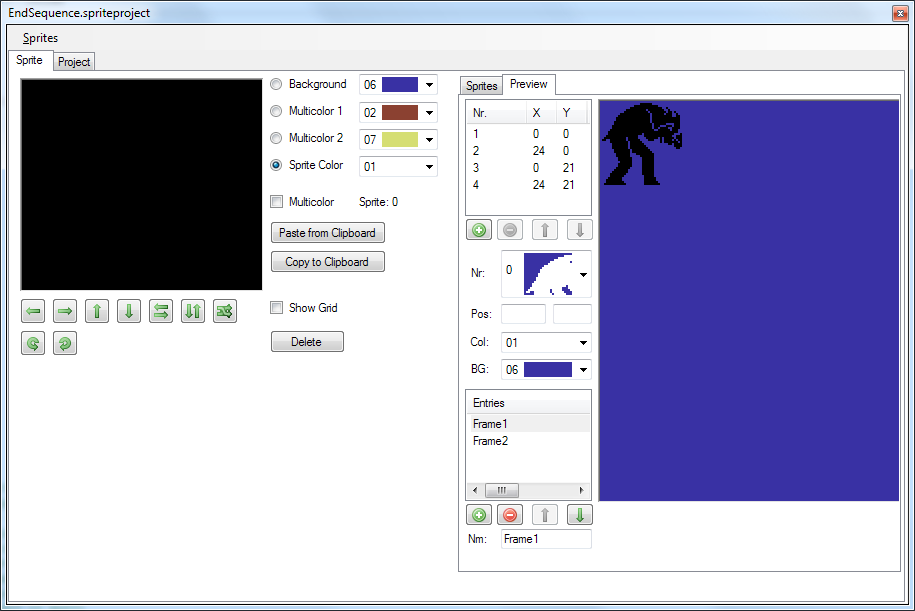 EndSequence.spriteproject
Sprites
Sprite Project
Background 06
Multicolor 1 02
Multicolor 2 07
Sprite Color 01
Multicolor Sprite: 0
Paste from Clipboard
Copy to Clipboard
Show Grid
Delete
Sprites Preview
Nr. X Y
1 0 0
2 24 0
3 0 21
4 24 21
Nr: 0
Pos:
Col: 01
BG: 06
Entries
Frame1
Frame2
Nm: Frame1